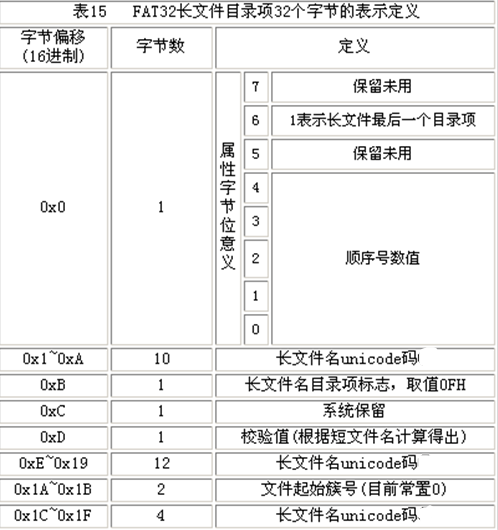 表15 FAT32长文件目录项32个字节的表示定义
字节偏移 字节数 定义
(16进制)
0x0 1 属性字节位意义 7 保留未用
6 1表示长文件最后一个目录项
5 保留未用
4 顺序号数值
3
2
1
0
0x1~0xA 10 长文件名unicode码
0xB 1 长文件名目录项标志，取值0FH
0xC 1 系统保留
0xD 1 校验值(根据短文件名计算得出)
0xE~0x19 12 长文件名unicode码
0x1A~0x1B 2 文件起始簇号(目前常置0)
0x1C~0x1F 4 长文件名unicode码